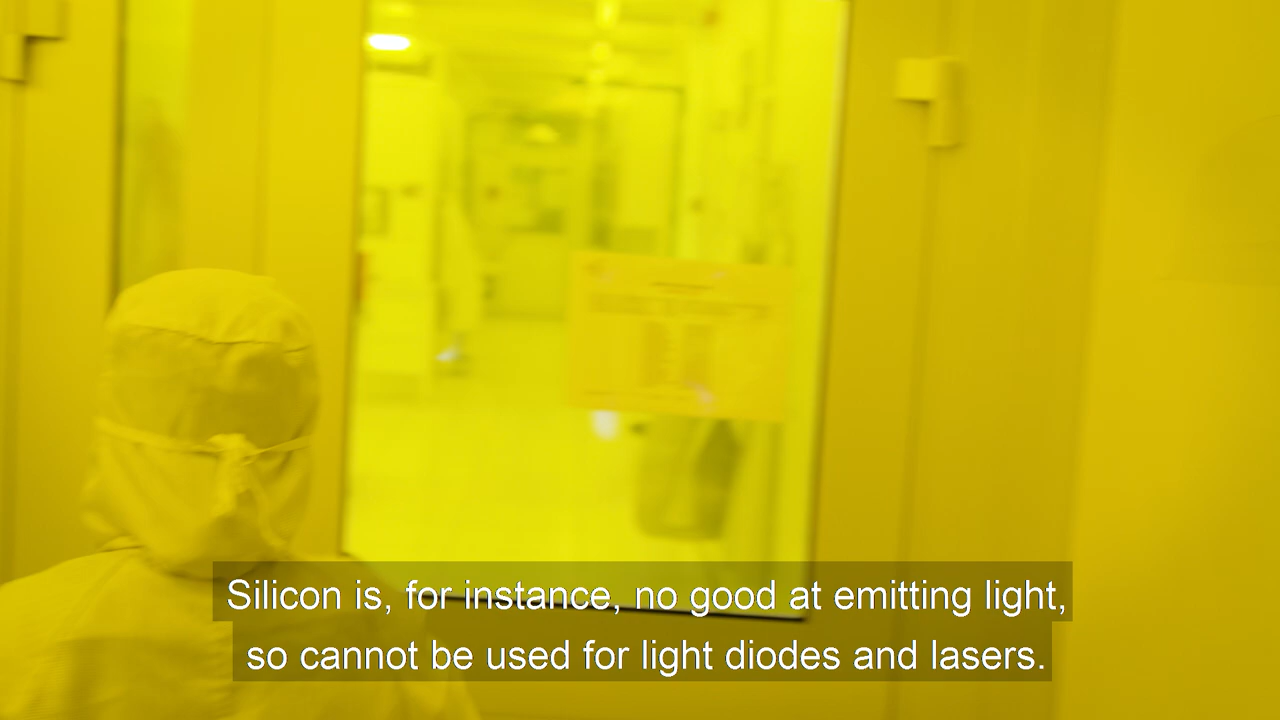 Silicon is, for instance, no good at emitting light,
so cannot be used for light diodes and lasers.